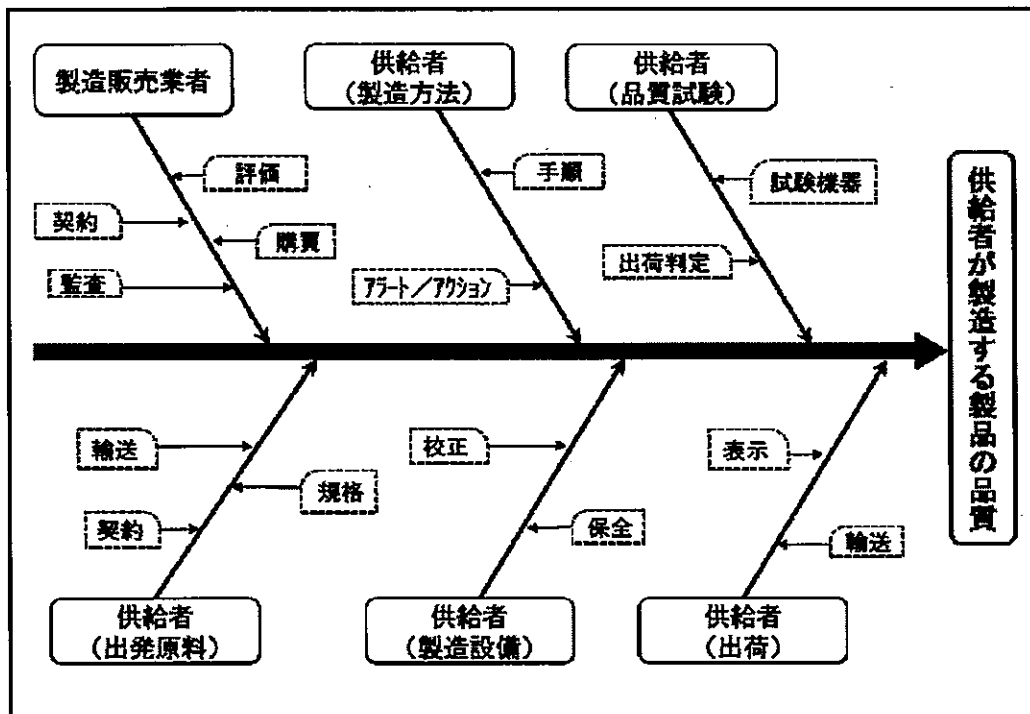 製造販売業者
供給者
（製造方法）
供給者
（品質試験）
評価
契約
購買
監査
手順
アラート／アクション
試験機器
出荷判定
供給者が製造する製品の品質
輸送
規格
契約
校正
保全
表示
輸送
供給者
（出発原料）
供給者
（製造設備）
供給者
（出荷）